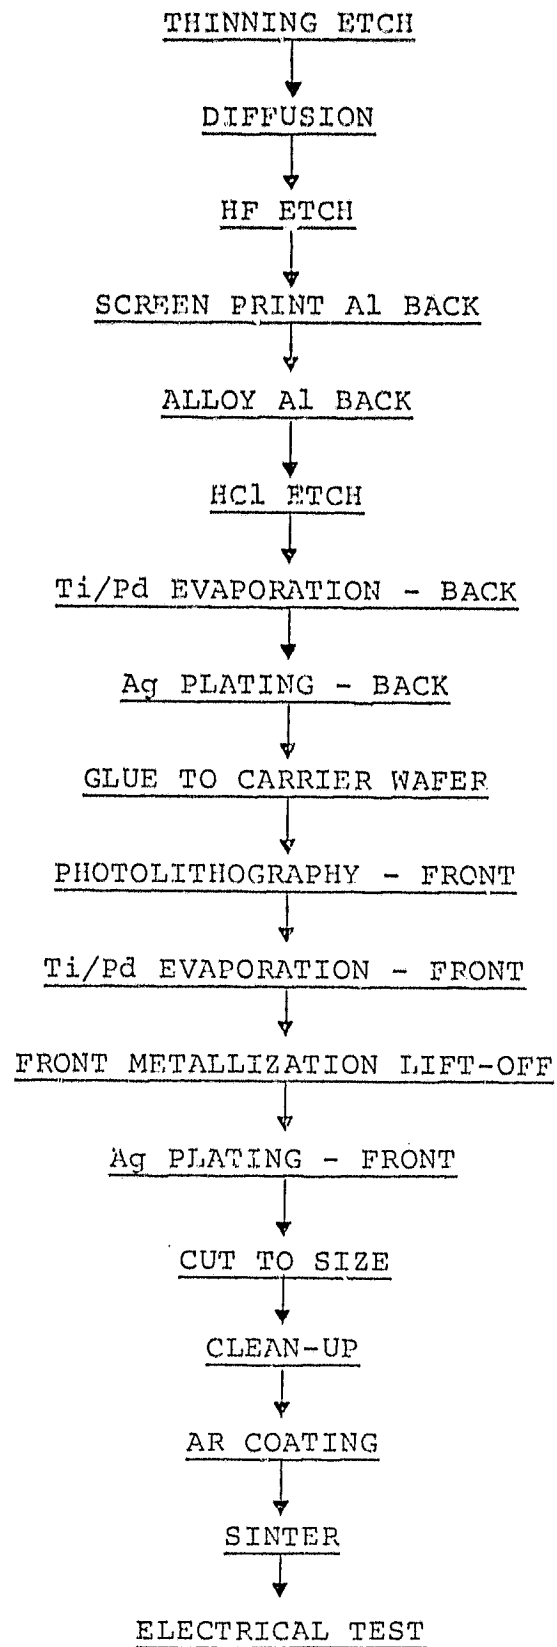 THINNING ETCH
DIFFUSION
HF ETCH
SCREEN PRINT Al BACK
ALLOY Al BACK
HCl ETCH
Ti/Pd EVAPORATION - BACK
Ag PLATING - BACK
GLUE TO CARRIER WAFER
PHOTOLITHOGRAPHY - FRONT
Ti/Pd EVAPORATION - FRONT
FRONT METALLIZATION LIFT-OFF
Ag PLATING - FRONT
CUT TO SIZE
CLEAN-UP
AR COATING
SINTER
ELECTRICAL TEST